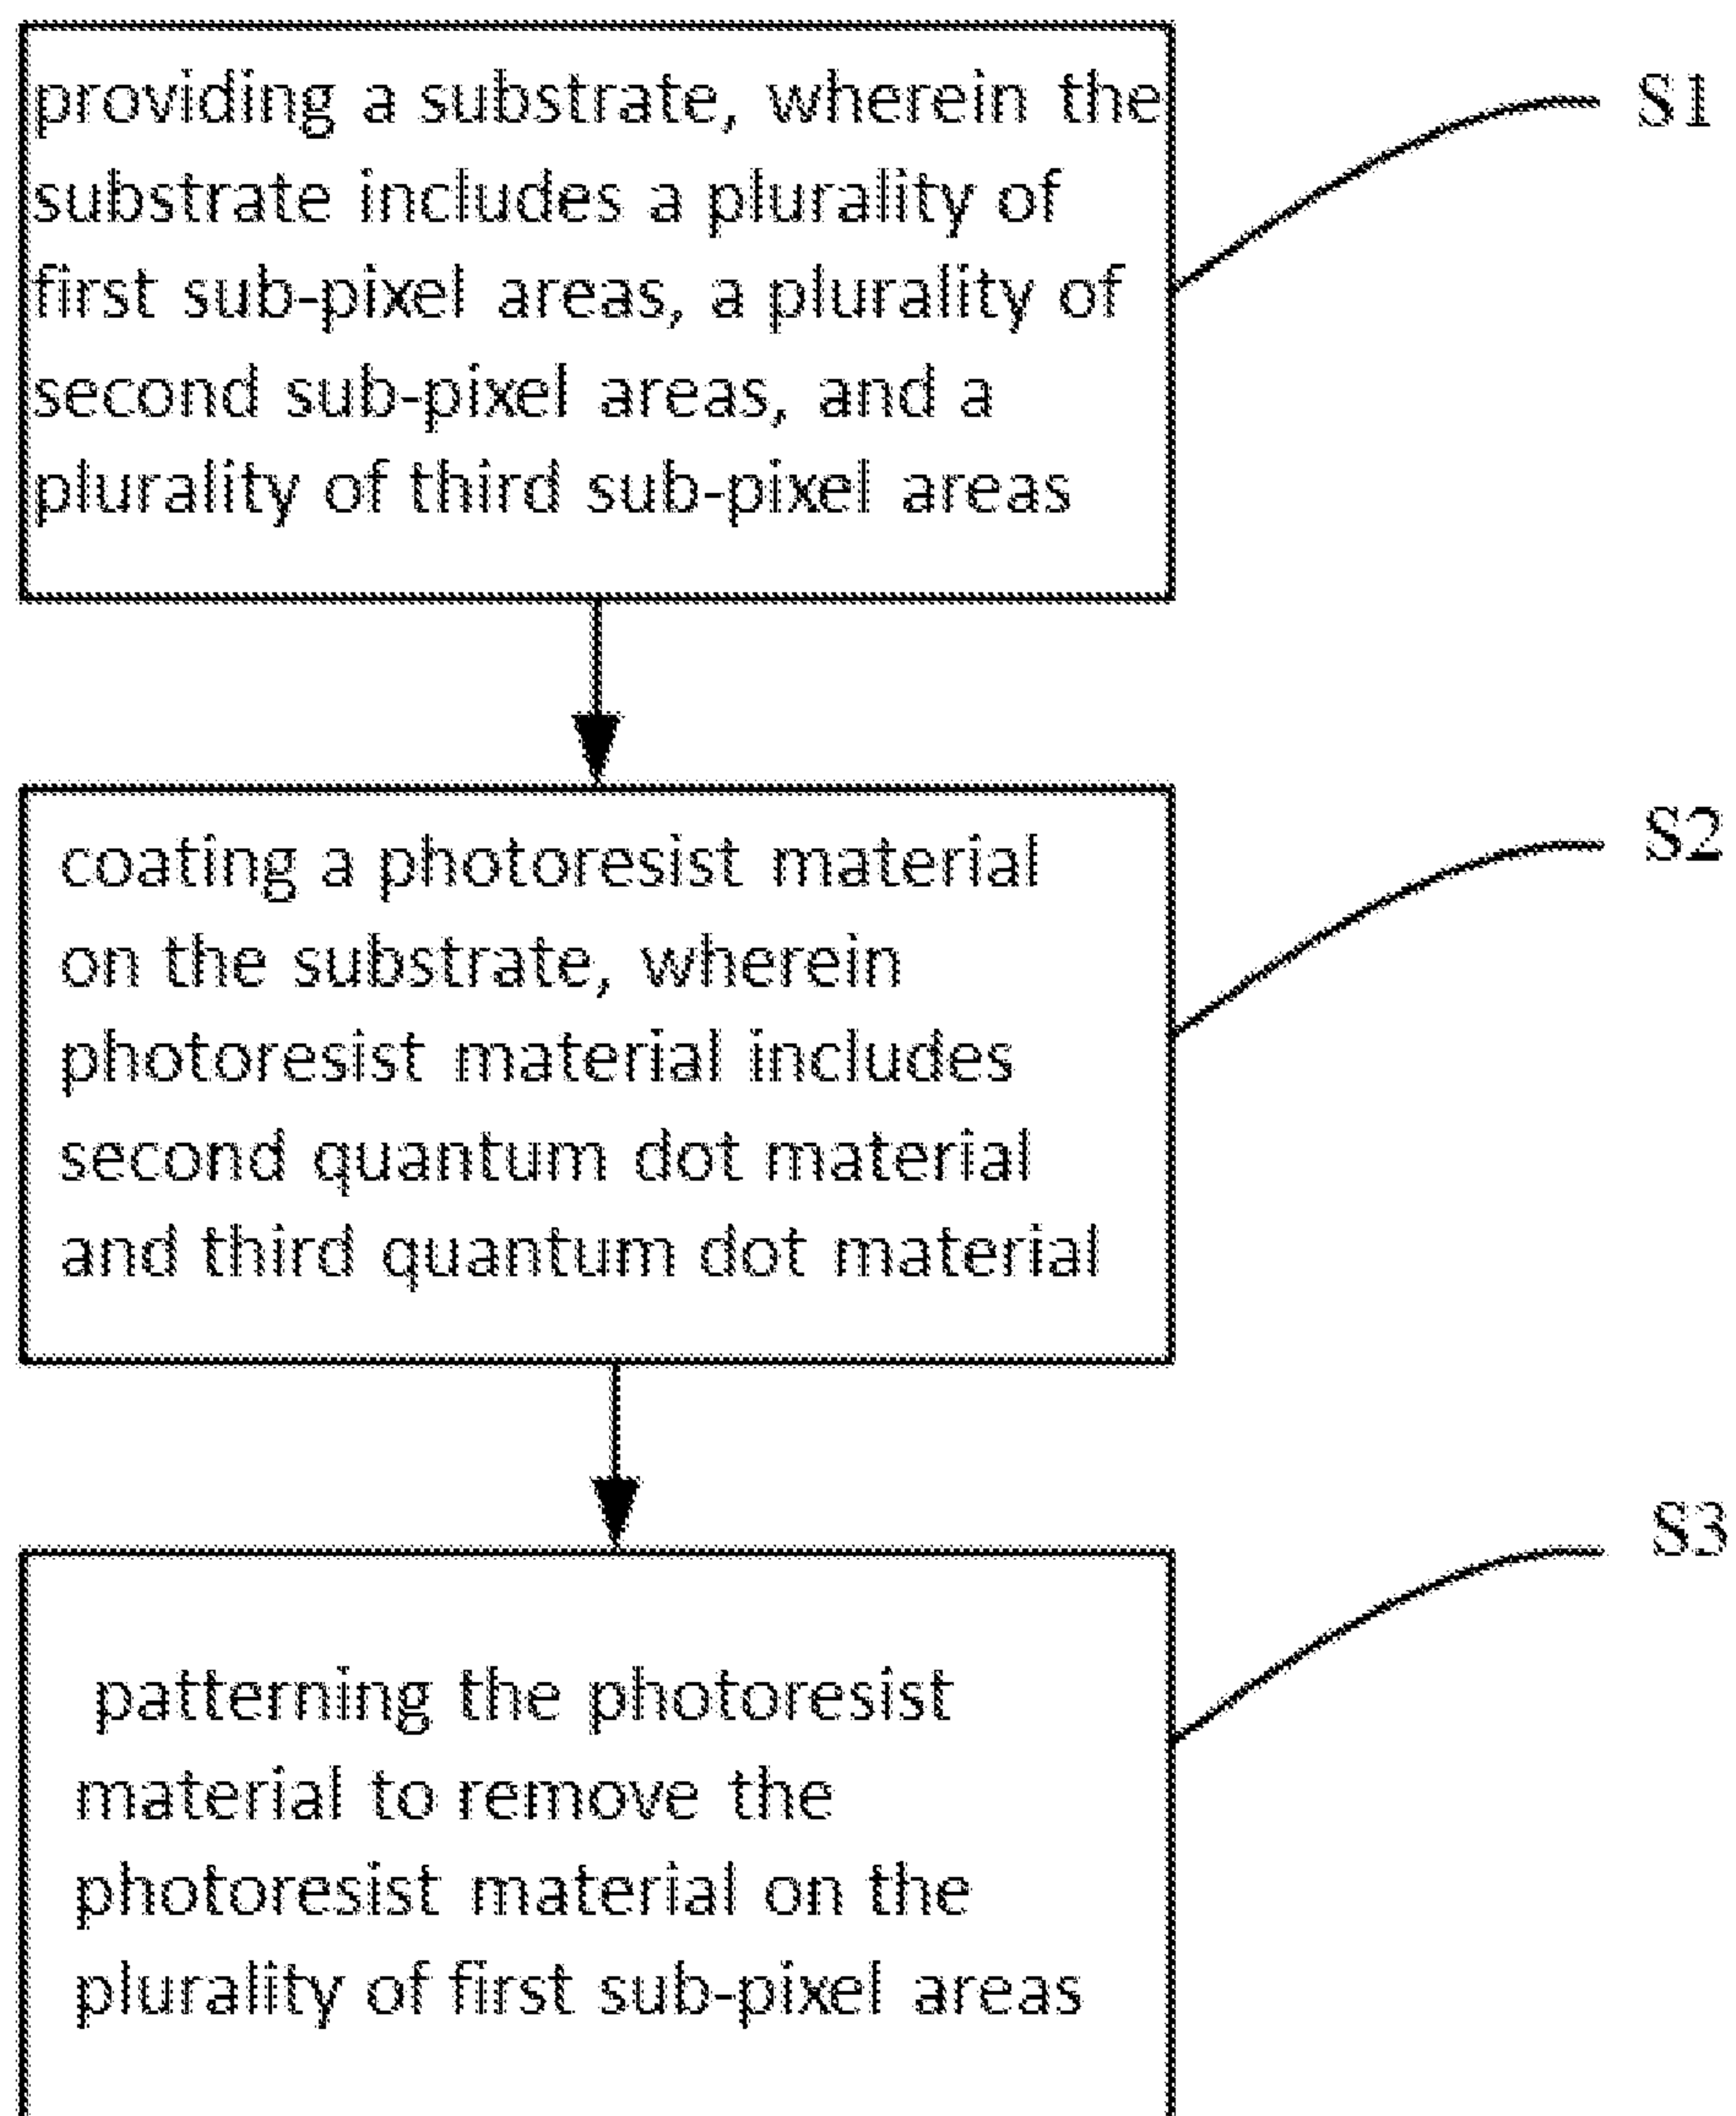 providing a substrate, wherein the
substrate includes a plurality of
first sub-pixel areas, a plurality of
second sub-pixel areas, and a
plurality of third sub-pixel areas
S1
coating a photoresist material
on the substrate, wherein
photoresist material includes
second quantum dot material
and third quantum dot material
S2
patterning the photoresist
material to remove the
photoresist material on the
plurality of first sub-pixel areas
S3